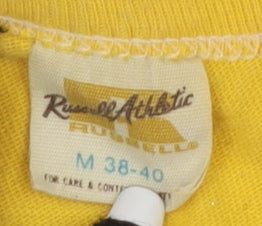 Russell Athletic
RUSSELL
M 38-40
FOR CARE & CONTENT